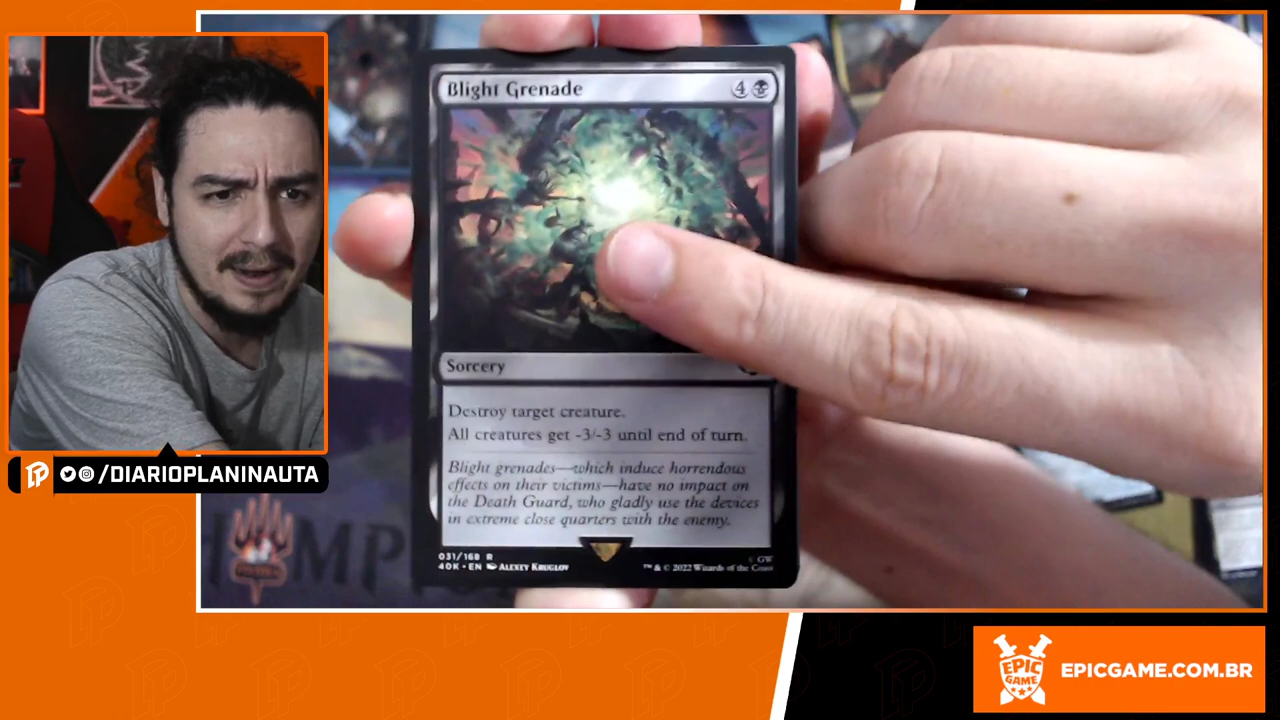 Blight Grenade 4
Sorcery
Destroy target creature.
All creatures get -3/-3 until end of turn.
Blight grenades—which induce horrendous
effects on their victims—have no impact on
the Death Guard, who gladly use the devices
in extreme close quarters with the enemy.
031/168 R
40K • EN ALEXEY KRUGLOV
© GW
™ & © 2022 Wizards of the Coast
/DIARIOPLANINAUTA
EPIC
GAME
EPICGAME.COM.BR